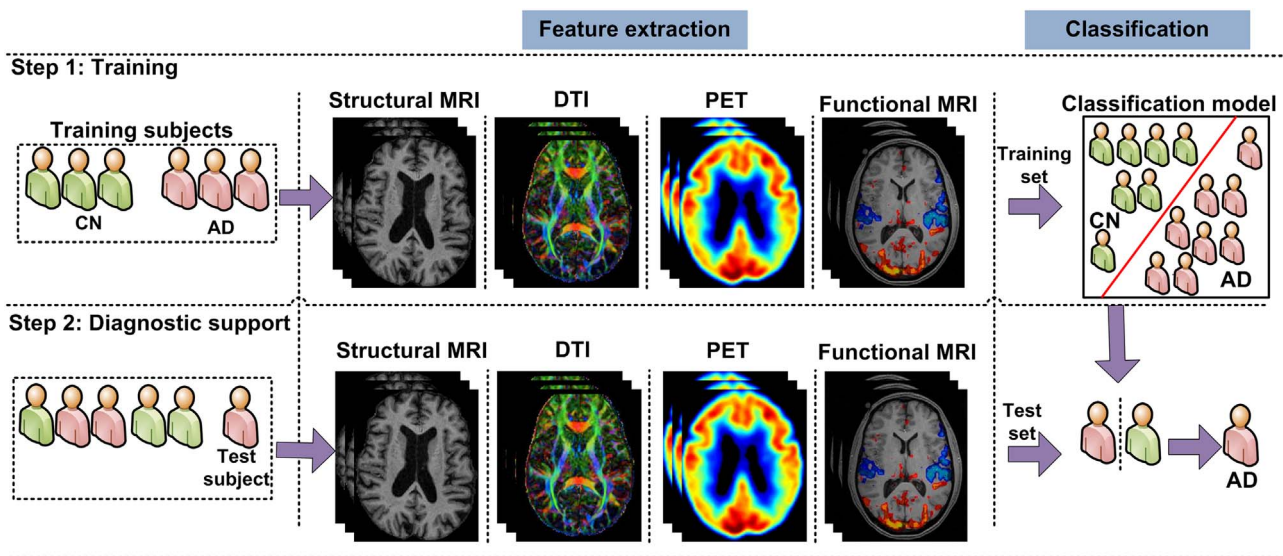 Feature extraction
Classification
Step 1: Training
Structural MRI
DTI
PET
Functional MRI
Classification model
Training subjects
CN
AD
Training
set
CN
AD
Step 2: Diagnostic support
Structural MRI
DTI
PET
Functional MRI
Test
subject
Test
set
AD